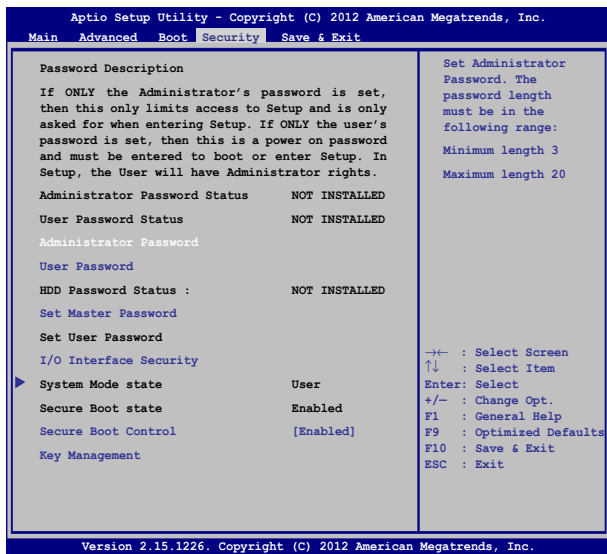 Aptio Setup Utility - Copyright (C) 2012 American Megatrends, Inc.
Main Advanced Boot Security Save & Exit
Password Description
If ONLY the Administrator's password is set,
then this only limits access to Setup and is only
asked for when entering Setup. If ONLY the user's
password is set, then this is a power on password
and must be entered to boot or enter Setup. In
Setup, the User will have Administrator rights.
Administrator Password Status NOT INSTALLED
User Password Status NOT INSTALLED
Administrator Password
User Password
HDD Password Status : NOT INSTALLED
Set Master Password
Set User Password
I/O Interface Security
System Mode state User
Secure Boot state Enabled
Secure Boot Control [Enabled]
Key Management
Set Administrator
Password. The
password length
must be in the
following range:
Minimum length 3
Maximum length 20
→← : Select Screen
↑↓ : Select Item
Enter: Select
+/— : Change Opt.
F1 : General Help
F9 : Optimized Defaults
F10 : Save & Exit
ESC : Exit
Version 2.15.1226. Copyright (C) 2012 American Megatrends, Inc.